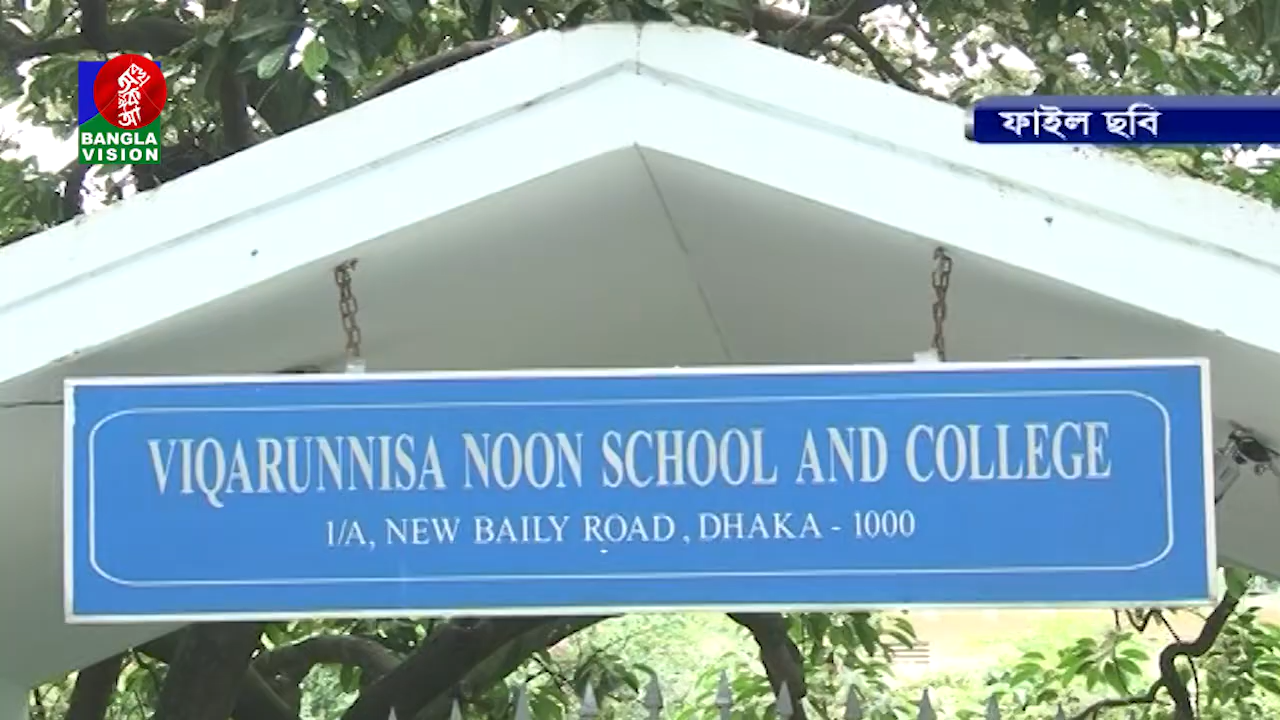 BANGLA
VISION
ফাইল ছবি
VIQARUNNISA NOON SCHOOL AND COLLEGE
1/A, NEW BAILY ROAD, DHAKA - 1000